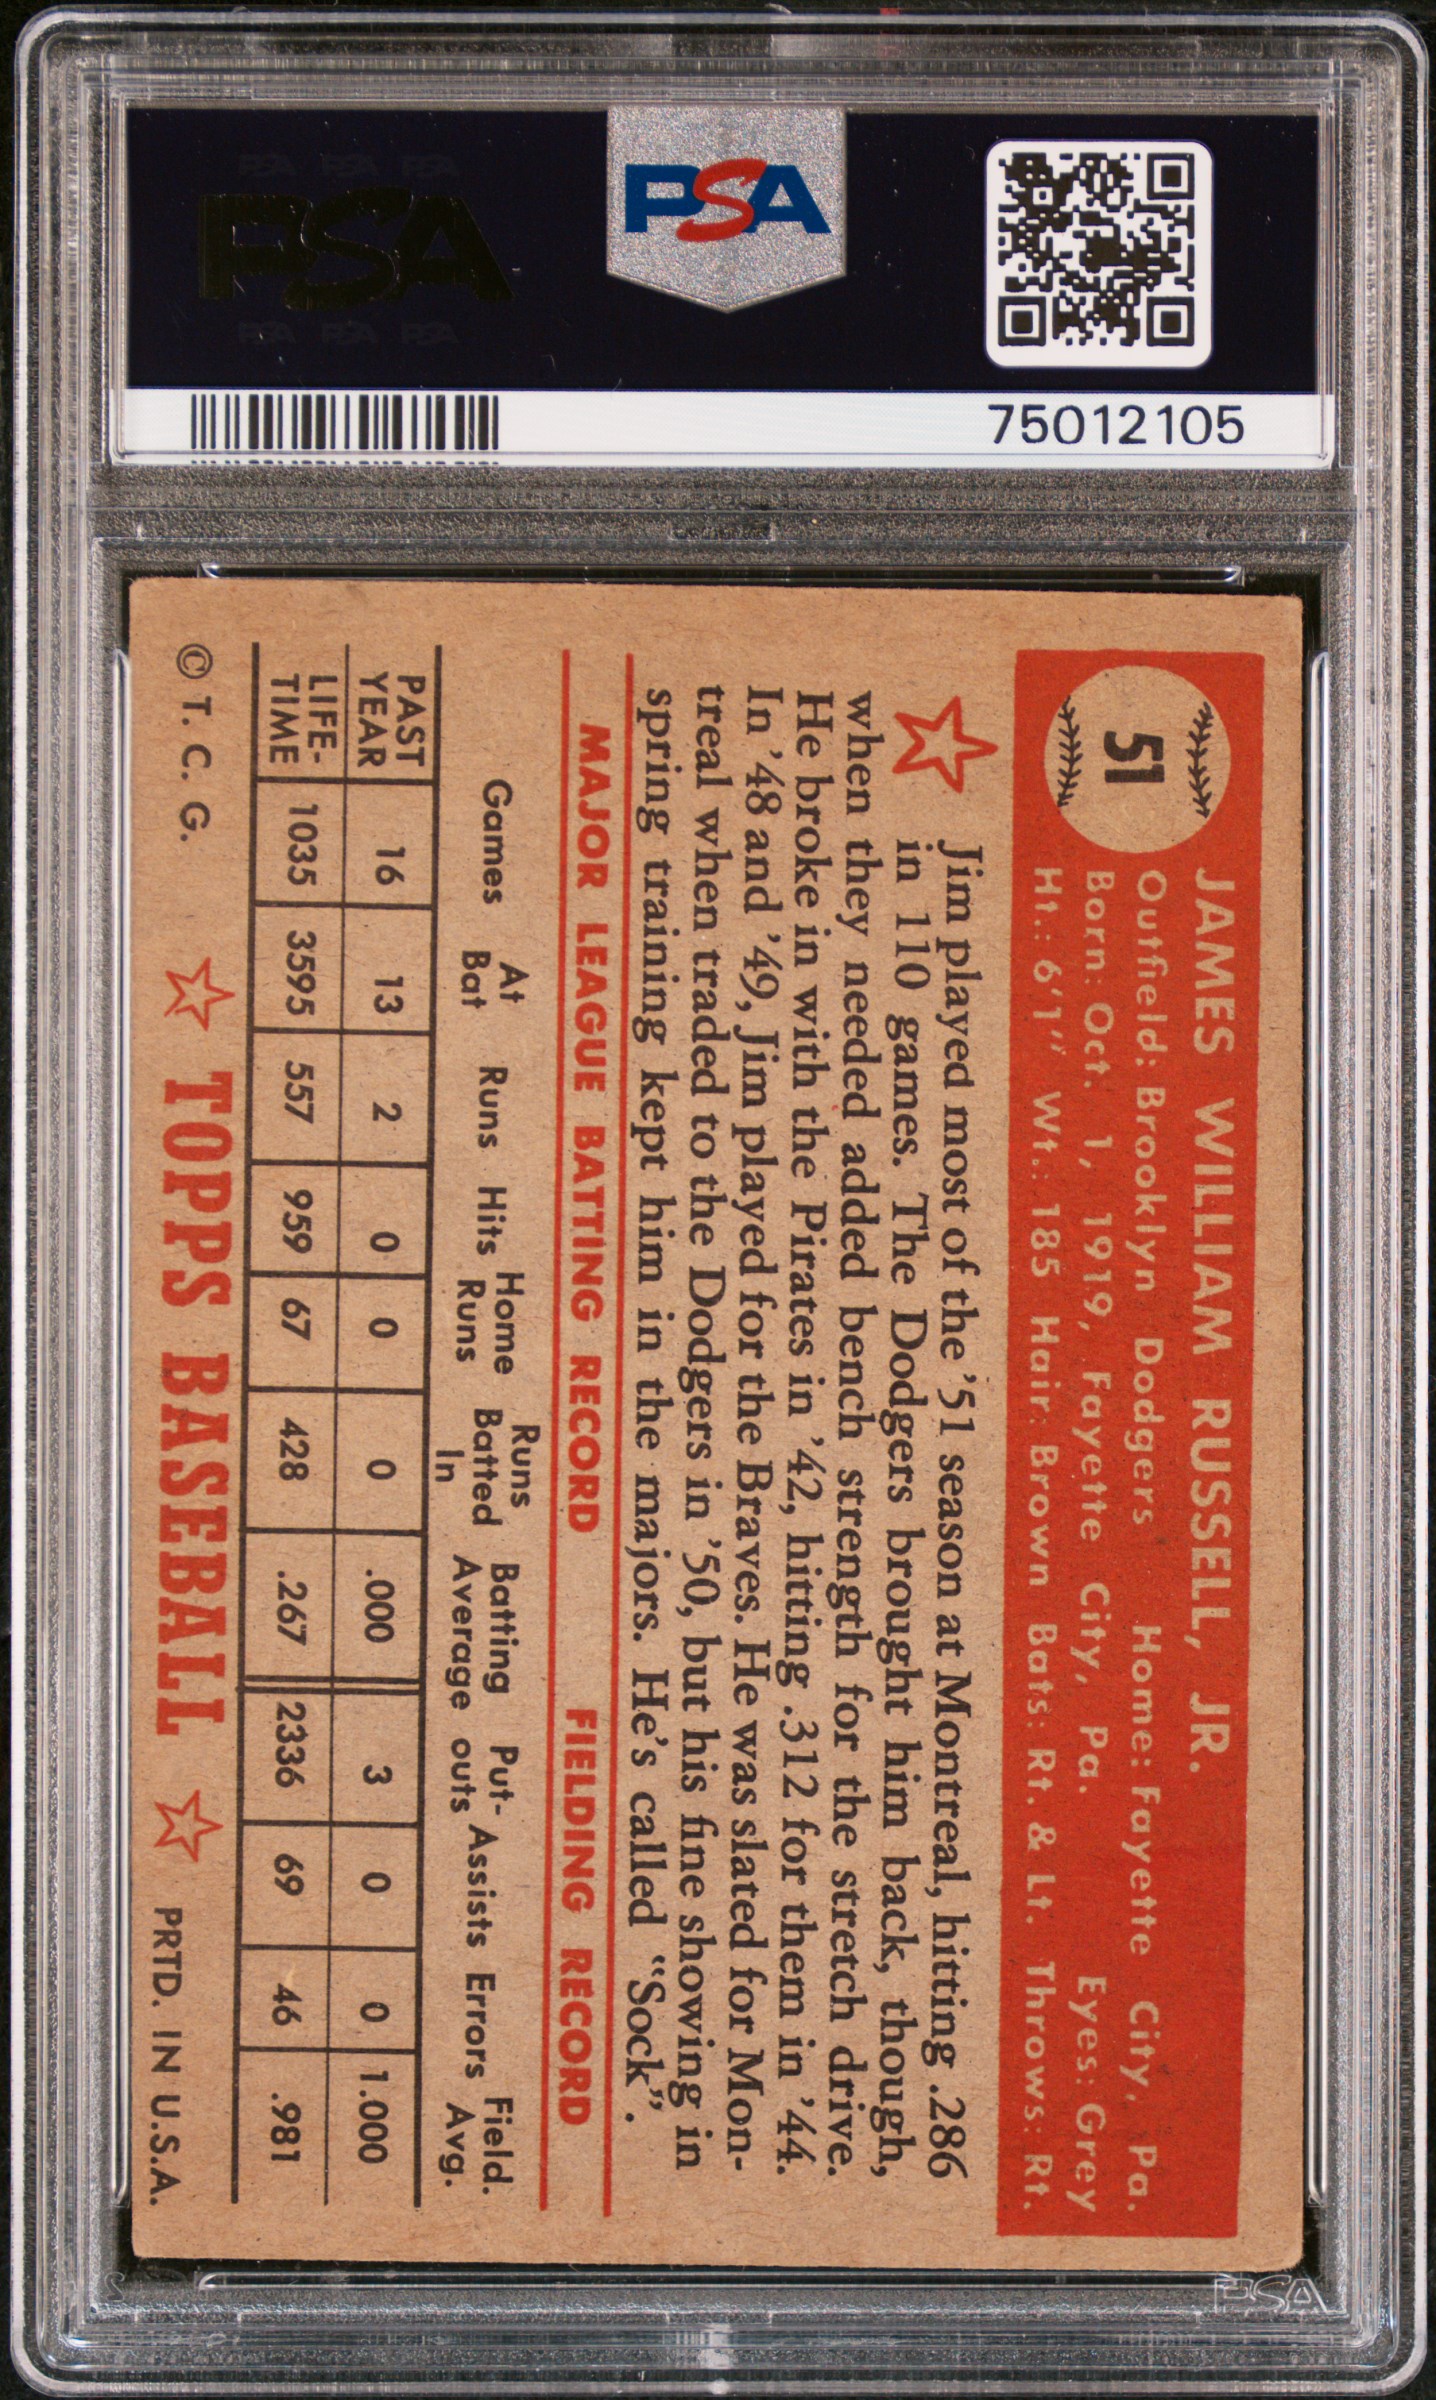 PSA
PSA PSA PSA
PSA
PSA PSA PSA
75012105
51
JAMES WILLIAM RUSSELL, JR.
Outfield: Brooklyn Dodgers Home: Fayette City, Pa.
Born: Oct. 1, 1919, Fayette City, Pa. Eyes: Grey
Ht.: 6'1" Wt.: 185 Hair: Brown Bats: Rt. & Lt. Throws: Rt.
Jim played most of the '51 season at Montreal, hitting .286
in 110 games. The Dodgers brought him back, though,
when they needed added bench strength for the stretch drive.
He broke in with the Pirates in '42, hitting .312 for them in '44.
In '48 and '49, Jim played for the Braves. He was slated for Mon-
treal when traded to the Dodgers in '50, but his fine showing in
spring training kept him in the majors. He's called "Sock".
MAJOR LEAGUE BATTING RECORD FIELDING RECORD
Games At Bat Runs Hits Home Runs Runs Batted In Batting Average Put-outs Assists Errors Field. Avg.
PAST YEAR 16 13 2 0 0 0 .000 3 0 0 1.000
LIFE-TIME 1035 3595 557 959 67 428 .267 2336 69 46 .981
© T. C. G. TOPPS BASEBALL PRTD. IN U.S.A.
PSA